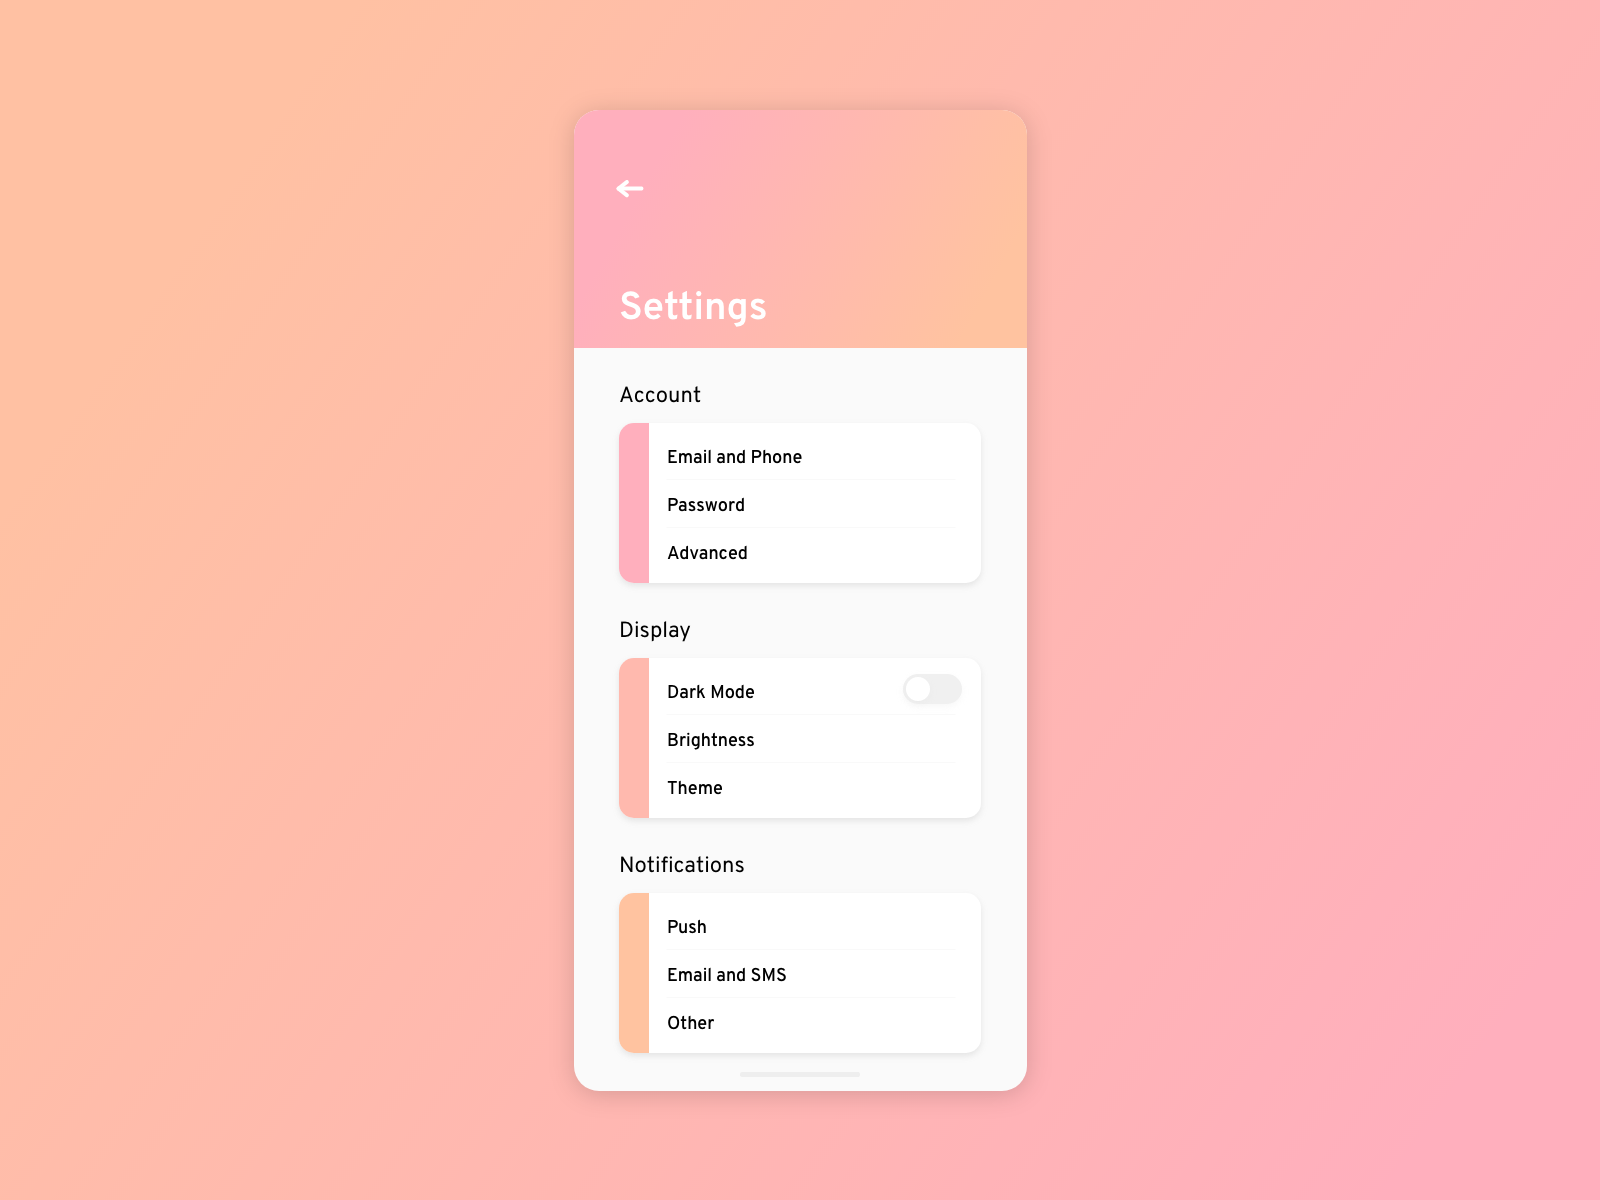 Settings
Account
Email and Phone
Password
Advanced
Display
Dark Mode
Brightness
Theme
Notifications
Push
Email and SMS
Other